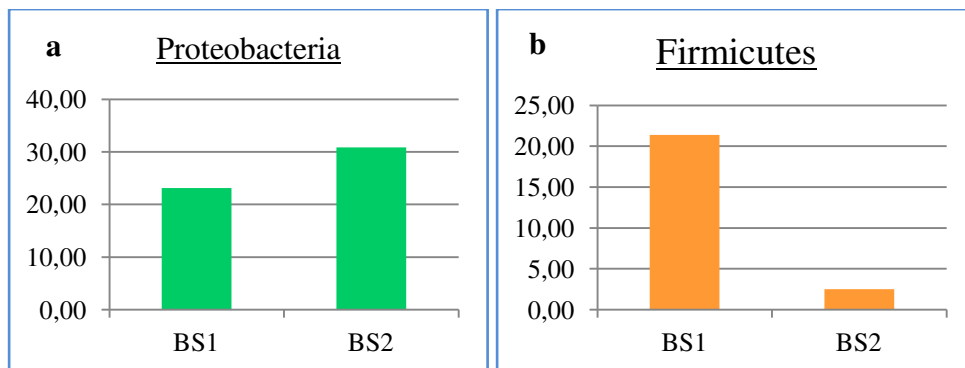 a
Proteobacteria
40,00
30,00
20,00
10,00
0,00
BS1 BS2
b
Firmicutes
25,00
20,00
15,00
10,00
5,00
0,00
BS1 BS2